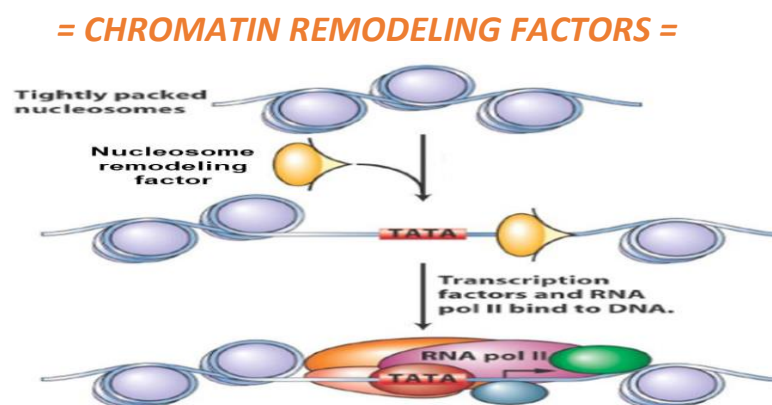 = CHROMATIN REMODELING FACTORS =
Tightly packed
nucleosomes
Nucleosome
remodeling
factor
TATA
Transcription
factors and RNA
pol II bind to DNA.
RNA pol II
TATA